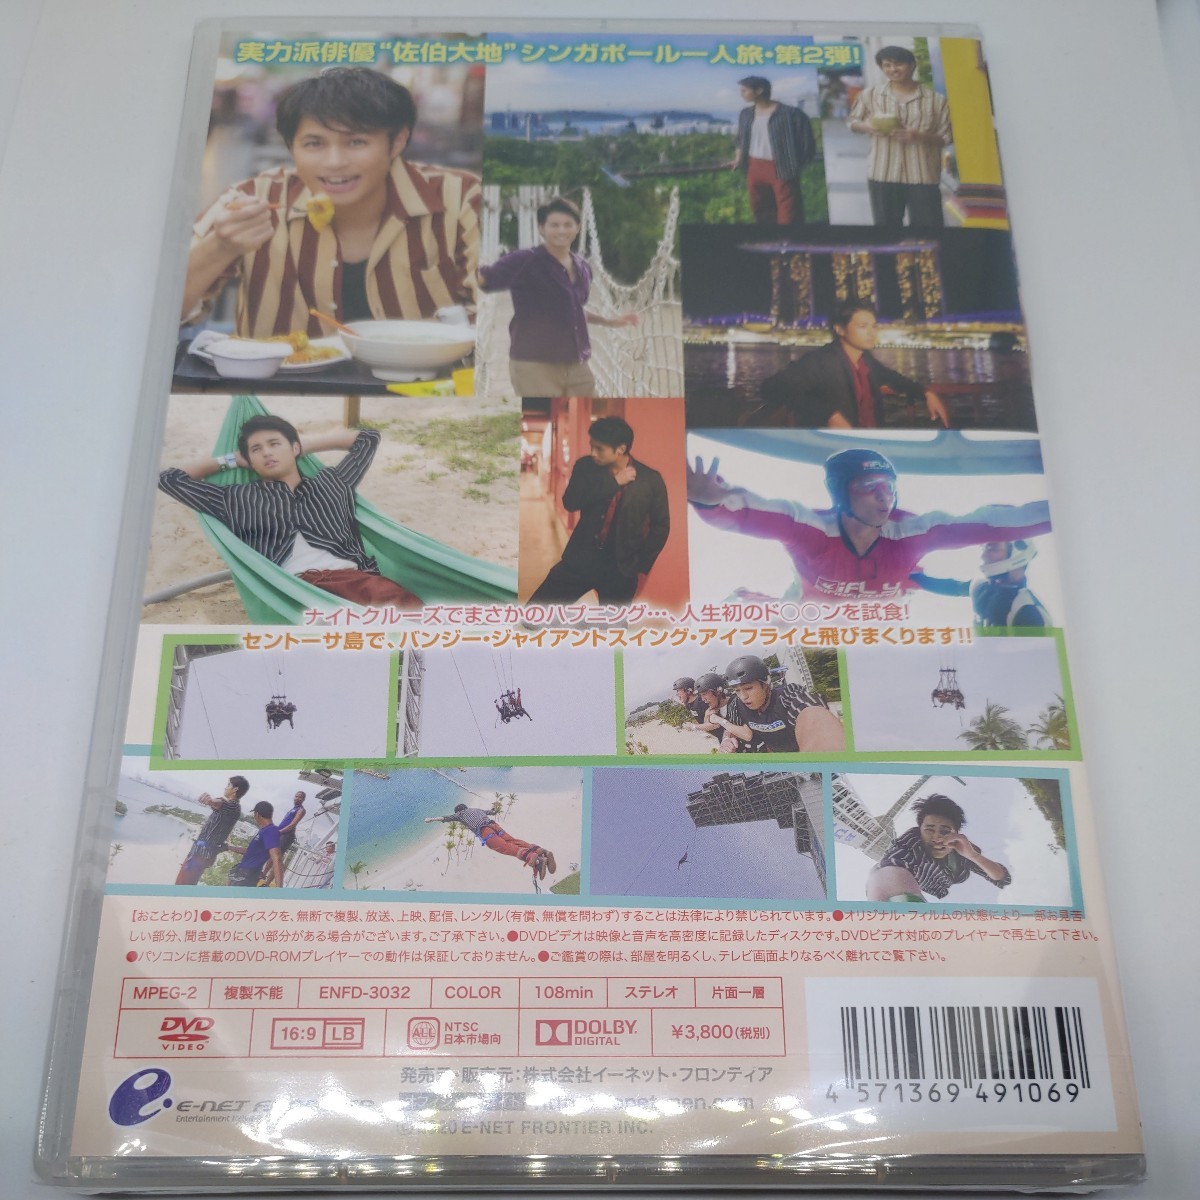 実力派俳優“佐伯大地”シンガポール一人旅・第2弾!
iFLY
iFLY
ナイトクルーズでまさかのハプニング…、人生初のド〇〇ンを試食!
セントーサ島で、バンジー・ジャイアントスイング・アイフライと飛びまくります!!
【おことわり】●このディスクを、無断で複製、放送、上映、配信、レンタル(有償、無償を問わず)することは法律により禁じられています。●オリジナル・フィルムの状態により一部お見苦
しい部分、聞き取りにくい部分がある場合がございます。ご了承下さい。●DVDビデオは映像と音声を高密度に記録したディスクです。DVDビデオ対応のプレイヤーで再生して下さい。
●パソコンに搭載のDVD-ROMプレイヤーでの動作は保証しておりません。●ご鑑賞の際は、部屋を明るくし、テレビ画面よりなるべく離れてご覧下さい。
MPEG-2 複製不能 ENFD-3032 COLOR 108min ステレオ 片面一層
DVD VIDEO 16:9 LB ALL NTSC 日本市場向 DOLBY DIGITAL ¥3,800(税別)
発売元・販売元:株式会社イーネット・フロンティア
E-NET FRONTIER
Entertainment
E-NET FRONTIER INC.
4 571369 491069